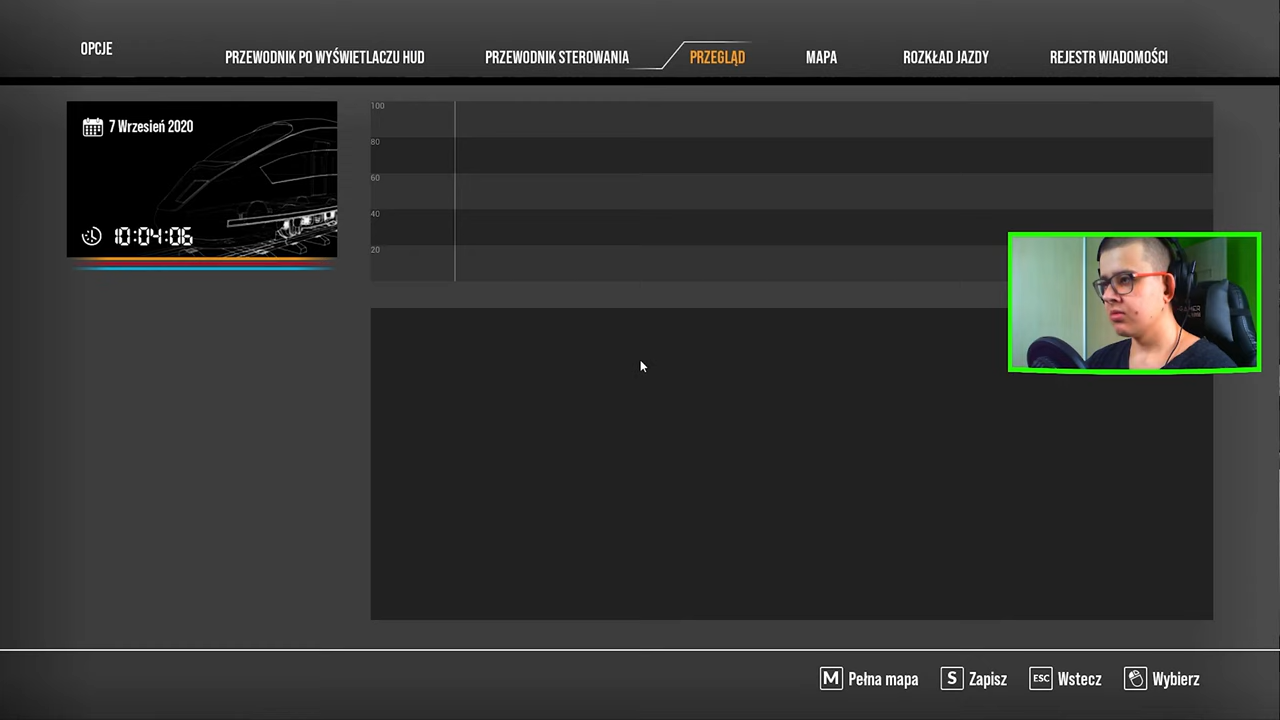 OPCJE
PRZEWODNIK PO WYŚWIETLACZU HUD
PRZEWODNIK STEROWANIA
PRZEGLĄD
MAPA
ROZKŁAD JAZDY
REJESTR WIADOMOŚCI
7 Wrzesień 2020
10:04:06
100
80
60
40
20
M Pełna mapa
S Zapisz
ESC Wstecz
Wybierz